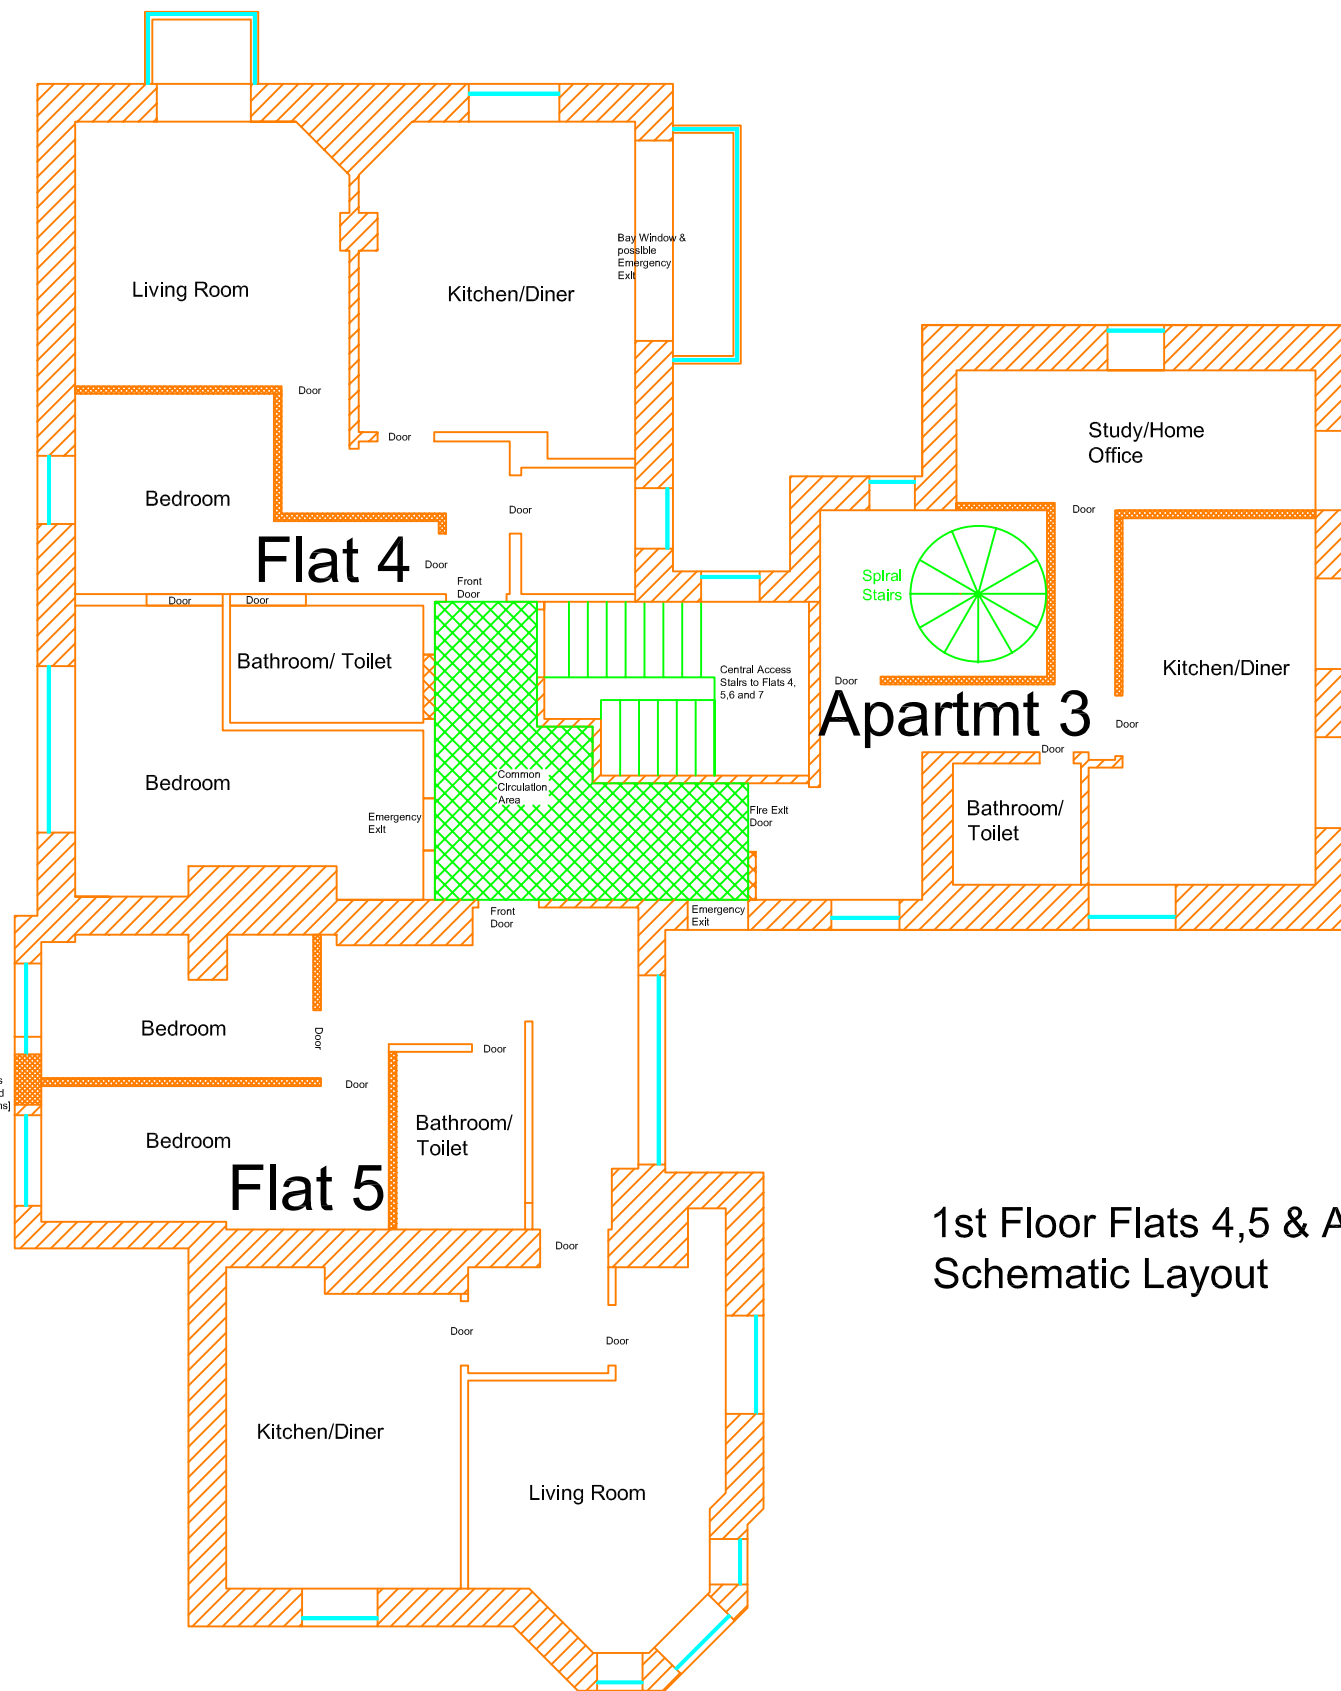 Bay Window &
possible
Emergency
Exit
Living Room
Kitchen/Diner
Door
Door
Bedroom
Door
Flat 4
Door
Front
Door
Door
Door
Bathroom/ Toilet
Bedroom
Emergency
Exit
Common
Circulation
Area
Central Access
Stairs to Flats 4,
5,6 and 7
Study/Home
Office
Door
Spiral
Stairs
Kitchen/Diner
Door
Apartmt 3
Door
Door
Bathroom/
Toilet
Fire Exit
Door
Emergency
Exit
Front
Door
Bedroom
Door
Door
Door
Bedroom
Bathroom/
Toilet
Flat 5
Door
Door
Door
Kitchen/Diner
Living Room
1st Floor Flats 4,5 & A
Schematic Layout